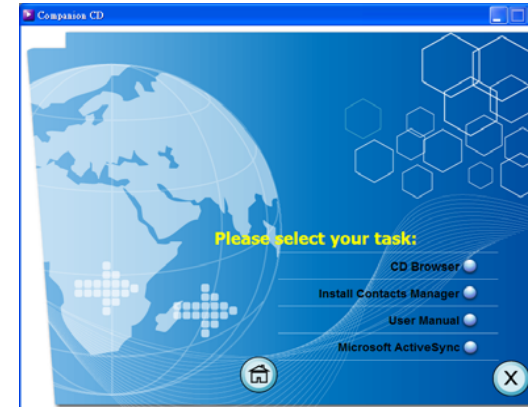 Companion CD
Please select your task:
CD Browser
Install Contacts Manager
User Manual
Microsoft ActiveSync
X